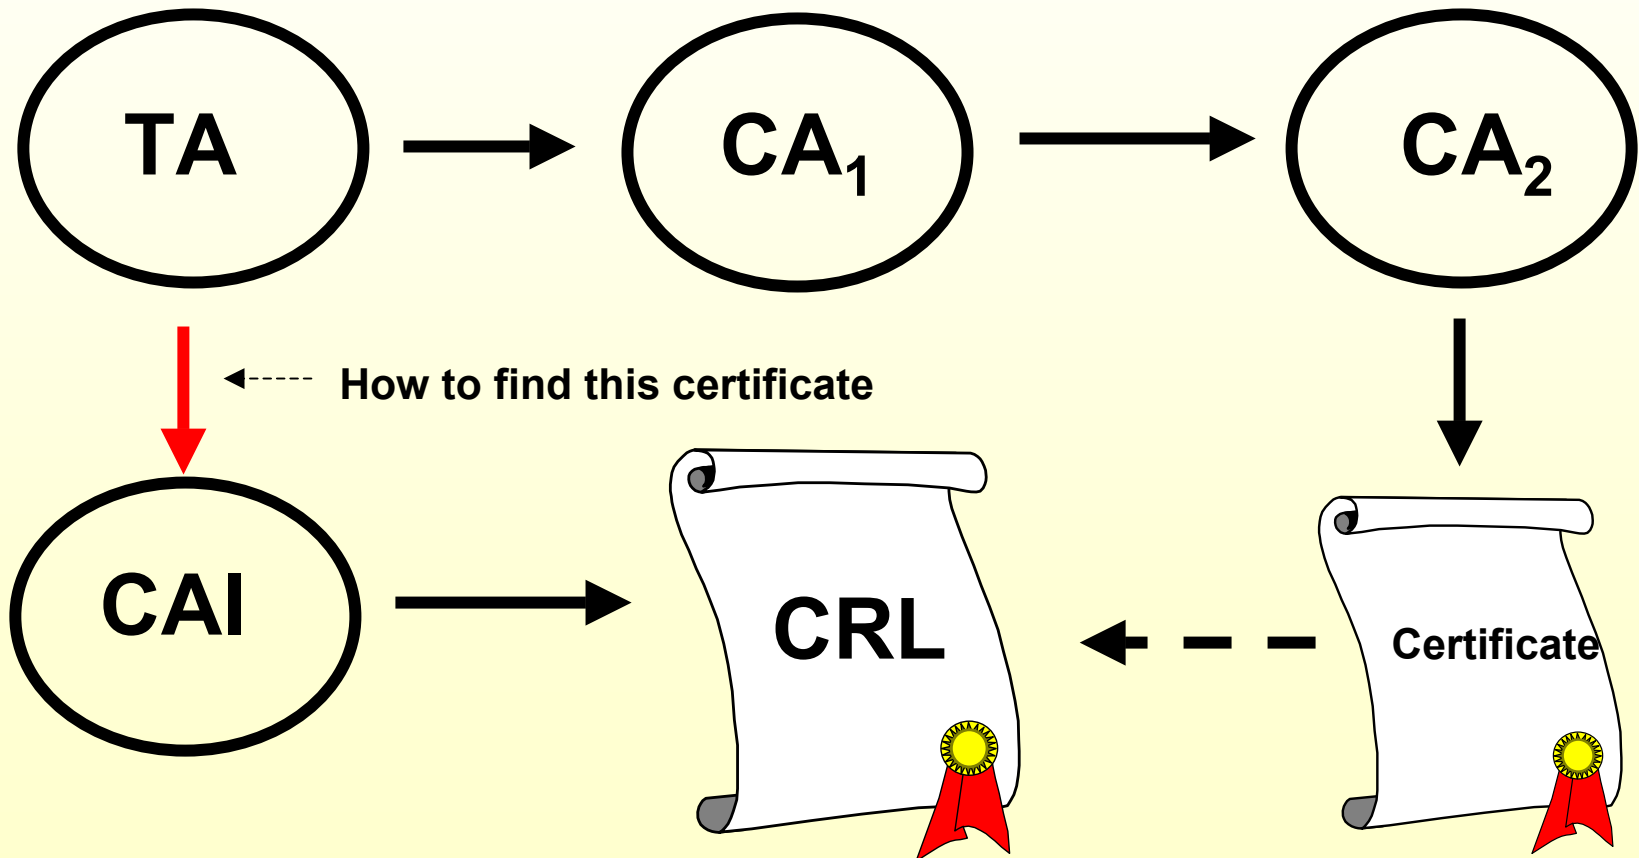 TA
CA₁
CA₂
How to find this certificate
CAI
CRL
Certificate